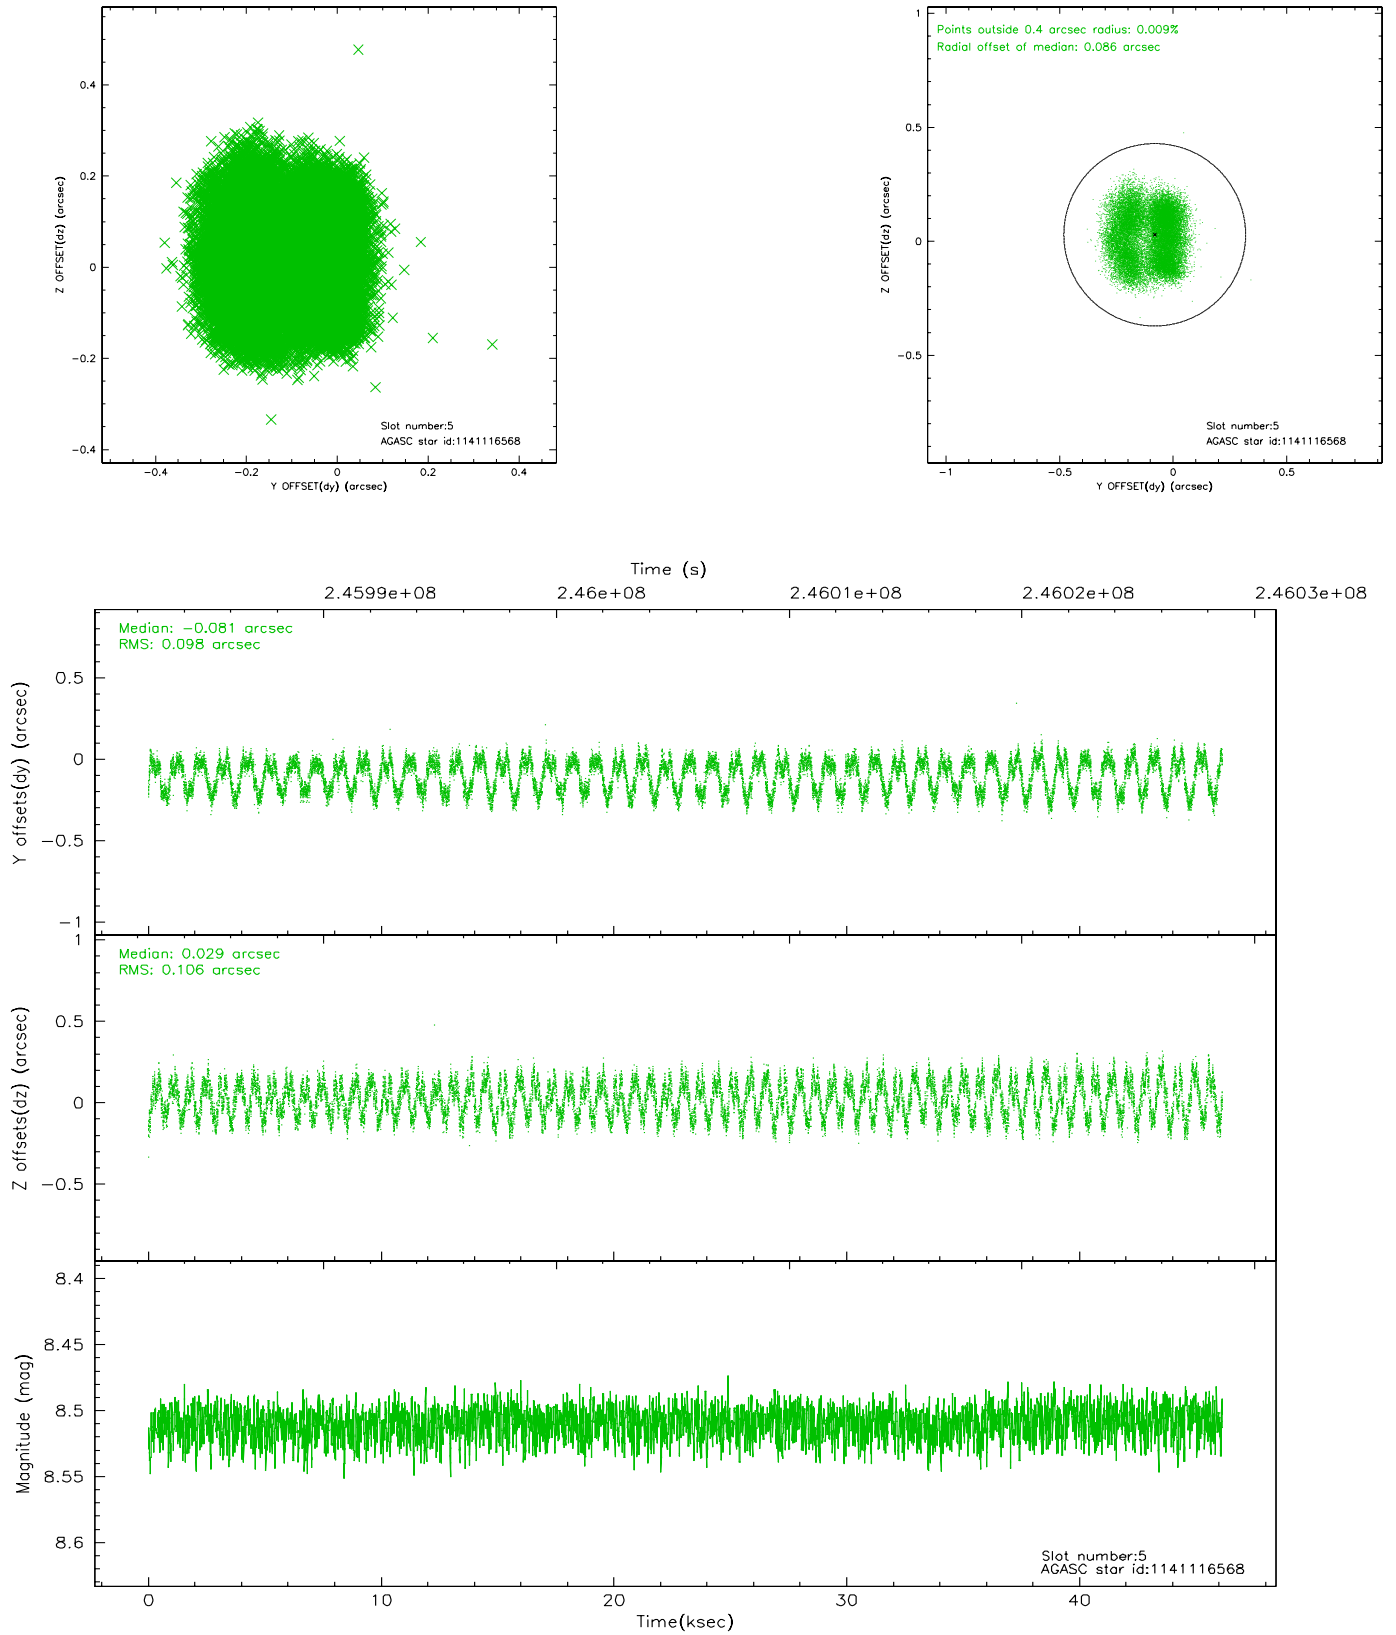 0.4
0.2
0
−0.2
−0.4
Z OFFSET(dz) (arcsec)
−0.4 −0.2 0 0.2 0.4
Y OFFSET(dy) (arcsec)
Slot number:5
AGASC star id:1141116568
Points outside 0.4 arcsec radius: 0.009%
Radial offset of median: 0.086 arcsec
1
0.5
0
−0.5
Z OFFSET(dz) (arcsec)
−1 −0.5 0 0.5
Y OFFSET(dy) (arcsec)
Slot number:5
AGASC star id:1141116568
Time (s)
2.4599e+08 2.46e+08 2.4601e+08 2.4602e+08 2.4603e+08
Median: −0.081 arcsec
RMS: 0.098 arcsec
0.5
0
−0.5
−1
Y offsets(dy) (arcsec)
Median: 0.029 arcsec
RMS: 0.106 arcsec
1
0.5
0
−0.5
Z offsets(dz) (arcsec)
8.4
8.45
8.5
8.55
8.6
Magnitude (mag)
Slot number:5
AGASC star id:1141116568
0 10 20 30 40
Time(ksec)